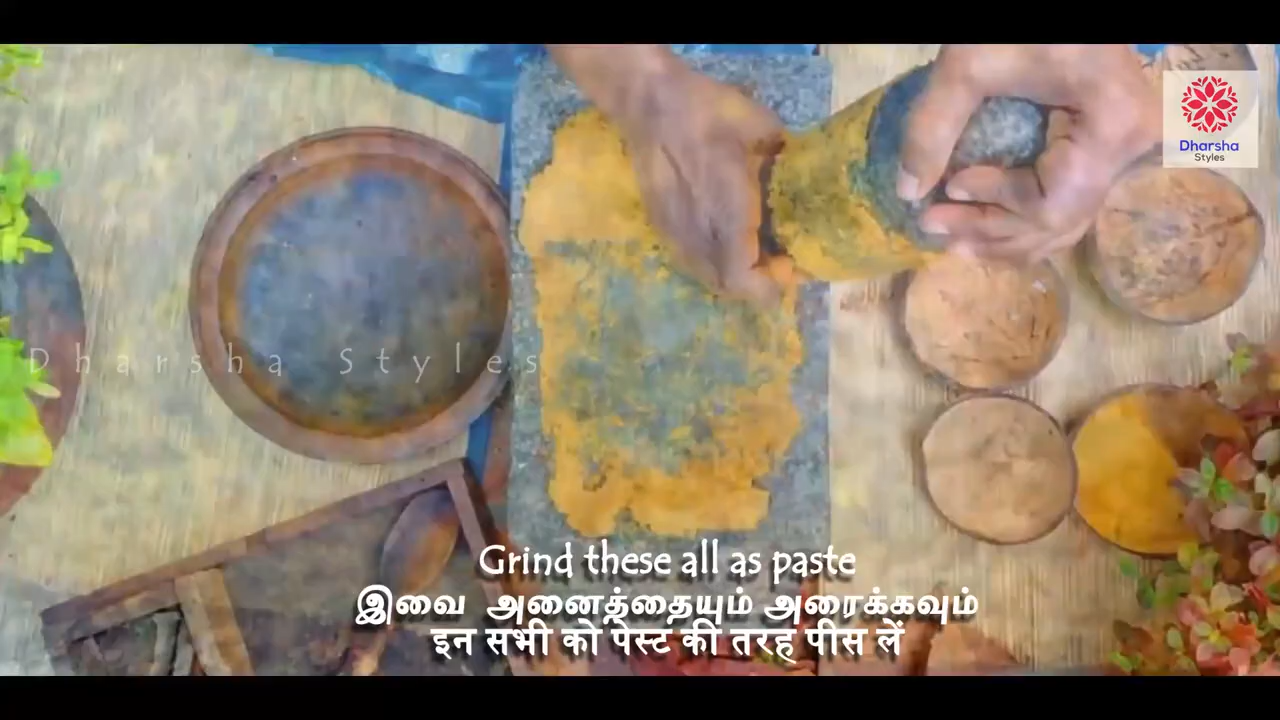 Dharsha
Styles
Dharsha Styles
Grind these all as paste
இவை அனைத்தையும் அரைக்கவும்
इन सभी को पेस्ट की तरह पीस लें